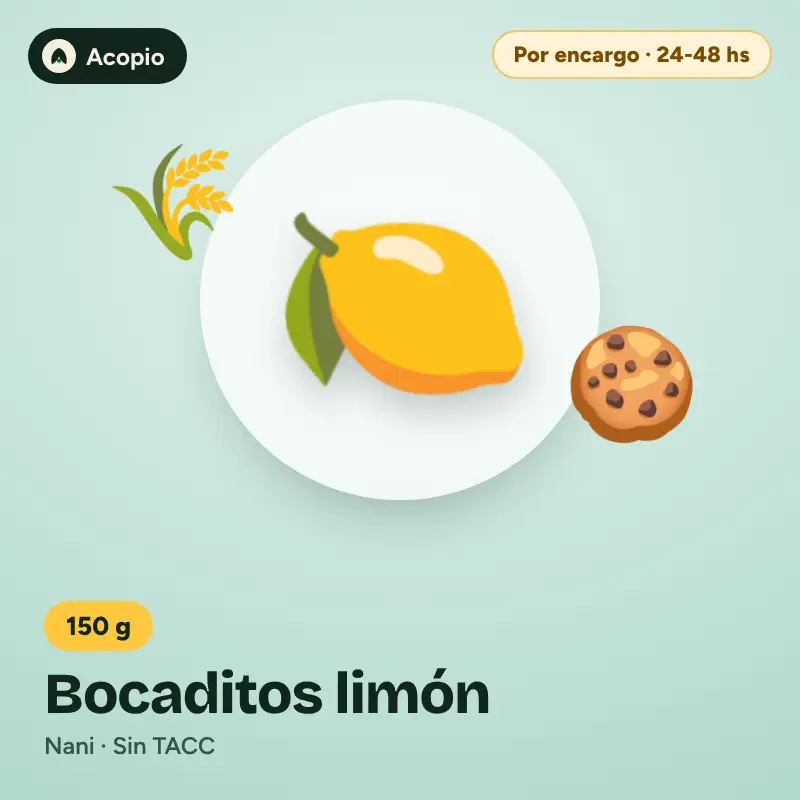 Acopio
Por encargo · 24-48 hs
150 g
Bocaditos limón
Nani · Sin TACC